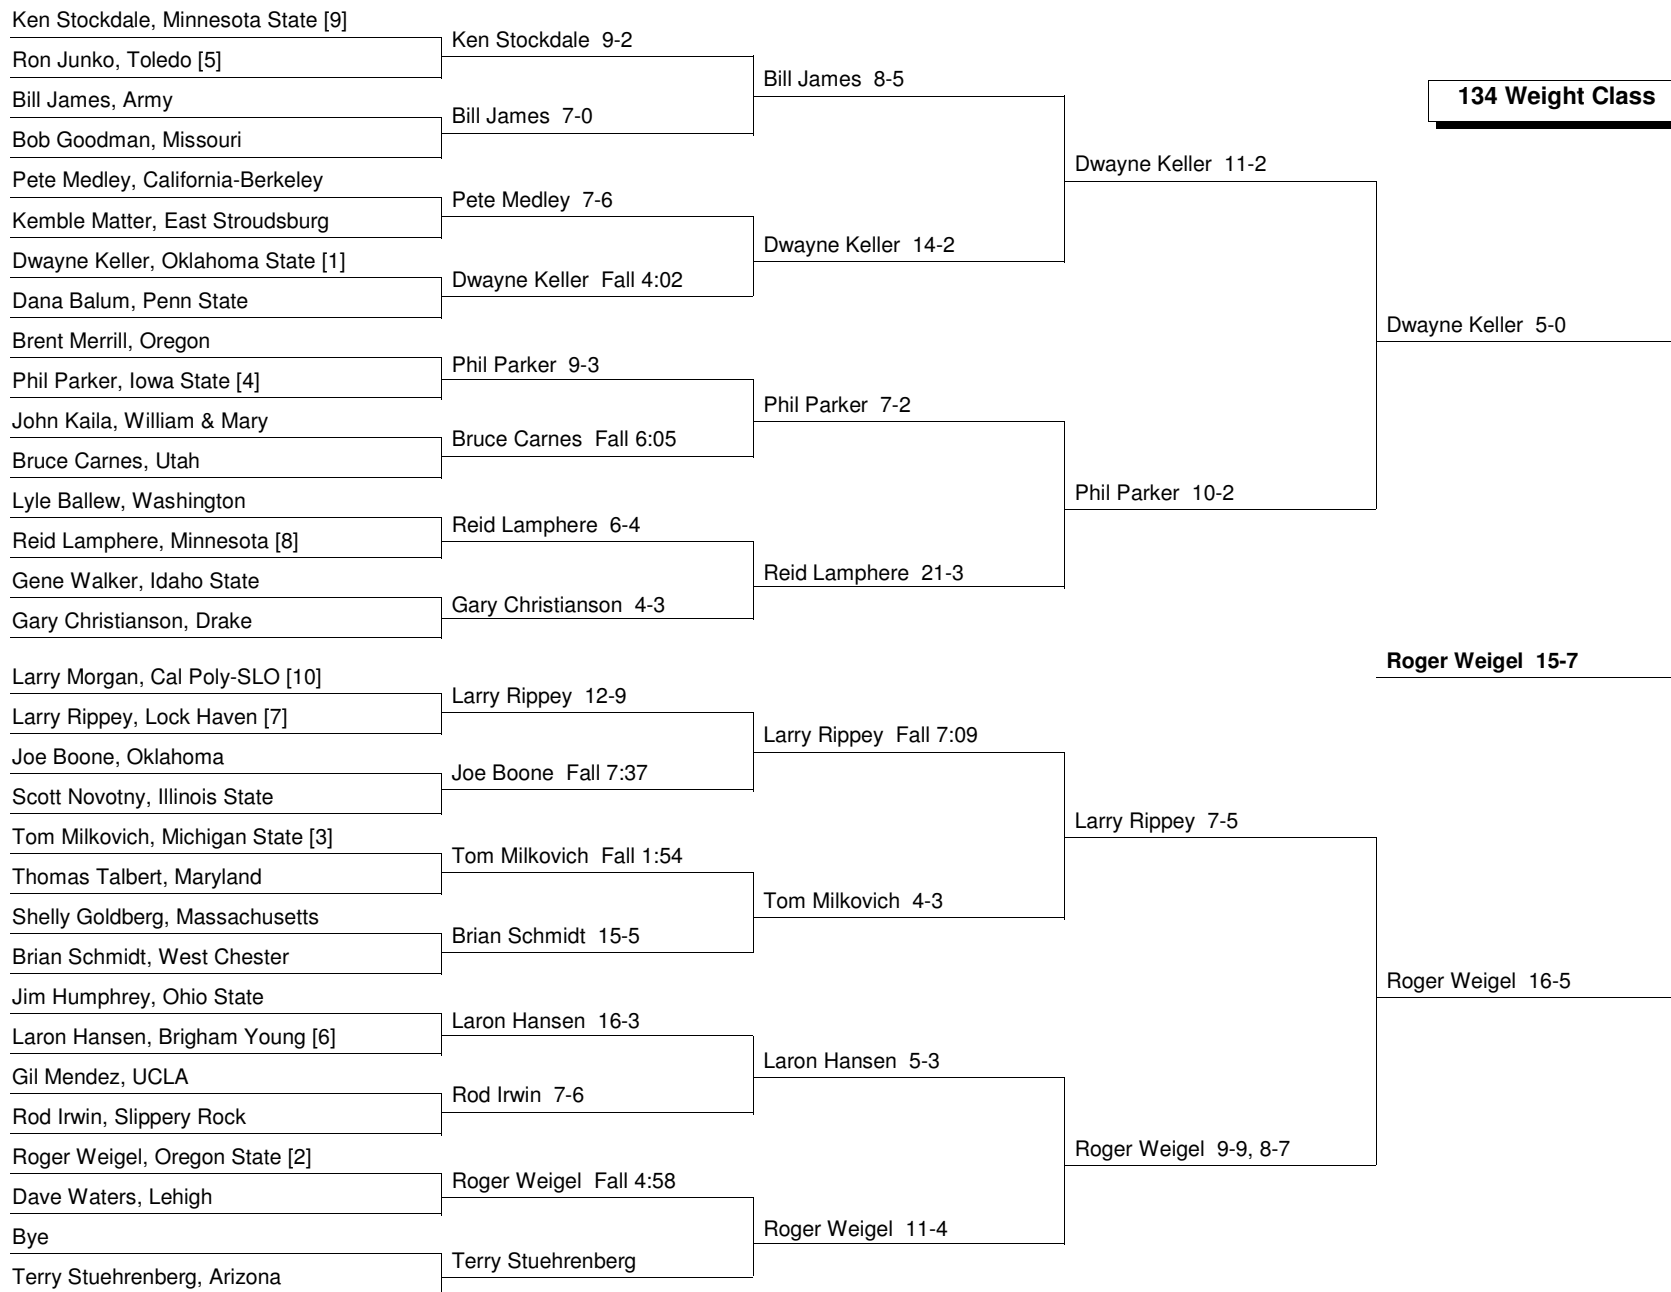 Ken Stockdale, Minnesota State [9]
Ron Junko, Toledo [5]
Bill James, Army
Bob Goodman, Missouri
Pete Medley, California-Berkeley
Kemble Matter, East Stroudsburg
Dwayne Keller, Oklahoma State [1]
Dana Balum, Penn State
Brent Merrill, Oregon
Phil Parker, Iowa State [4]
John Kaila, William & Mary
Bruce Carnes, Utah
Lyle Ballew, Washington
Reid Lamphere, Minnesota [8]
Gene Walker, Idaho State
Gary Christianson, Drake
Larry Morgan, Cal Poly-SLO [10]
Larry Rippey, Lock Haven [7]
Joe Boone, Oklahoma
Scott Novotny, Illinois State
Tom Milkovich, Michigan State [3]
Thomas Talbert, Maryland
Shelly Goldberg, Massachusetts
Brian Schmidt, West Chester
Jim Humphrey, Ohio State
Laron Hansen, Brigham Young [6]
Gil Mendez, UCLA
Rod Irwin, Slippery Rock
Roger Weigel, Oregon State [2]
Dave Waters, Lehigh
Bye
Terry Stuehrenberg, Arizona
Ken Stockdale 9-2
Bill James 7-0
Pete Medley 7-6
Dwayne Keller Fall 4:02
Phil Parker 9-3
Bruce Carnes Fall 6:05
Reid Lamphere 6-4
Gary Christianson 4-3
Larry Rippey 12-9
Joe Boone Fall 7:37
Tom Milkovich Fall 1:54
Brian Schmidt 15-5
Laron Hansen 16-3
Rod Irwin 7-6
Roger Weigel Fall 4:58
Terry Stuehrenberg
Bill James 8-5
Dwayne Keller 14-2
Phil Parker 7-2
Reid Lamphere 21-3
Larry Rippey Fall 7:09
Tom Milkovich 4-3
Laron Hansen 5-3
Roger Weigel 11-4
Dwayne Keller 11-2
Phil Parker 10-2
Larry Rippey 7-5
Roger Weigel 9-9, 8-7
134 Weight Class
Dwayne Keller 5-0
Roger Weigel 15-7
Roger Weigel 16-5